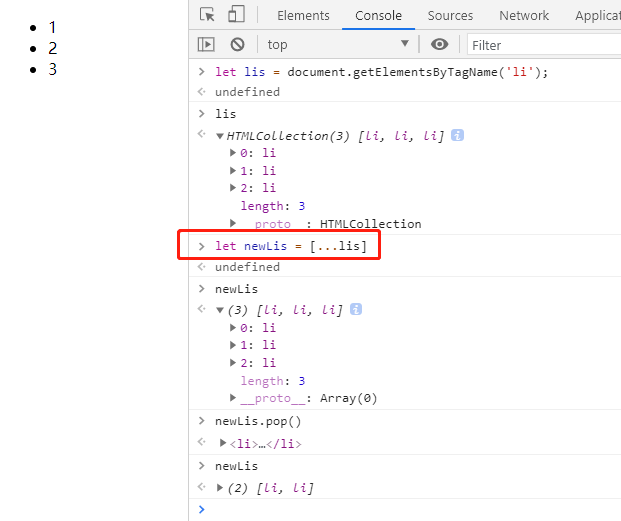 1
2
3
Elements Console Sources Network Application
top Filter
let lis = document.getElementsByTagName('li');
undefined
lis
HTMLCollection(3) [li, li, li]
0: li
1: li
2: li
length: 3
__proto__: HTMLCollection
let newLis = [...lis]
undefined
newLis
(3) [li, li, li]
0: li
1: li
2: li
length: 3
__proto__: Array(0)
newLis.pop()
<li>…</li>
newLis
(2) [li, li]